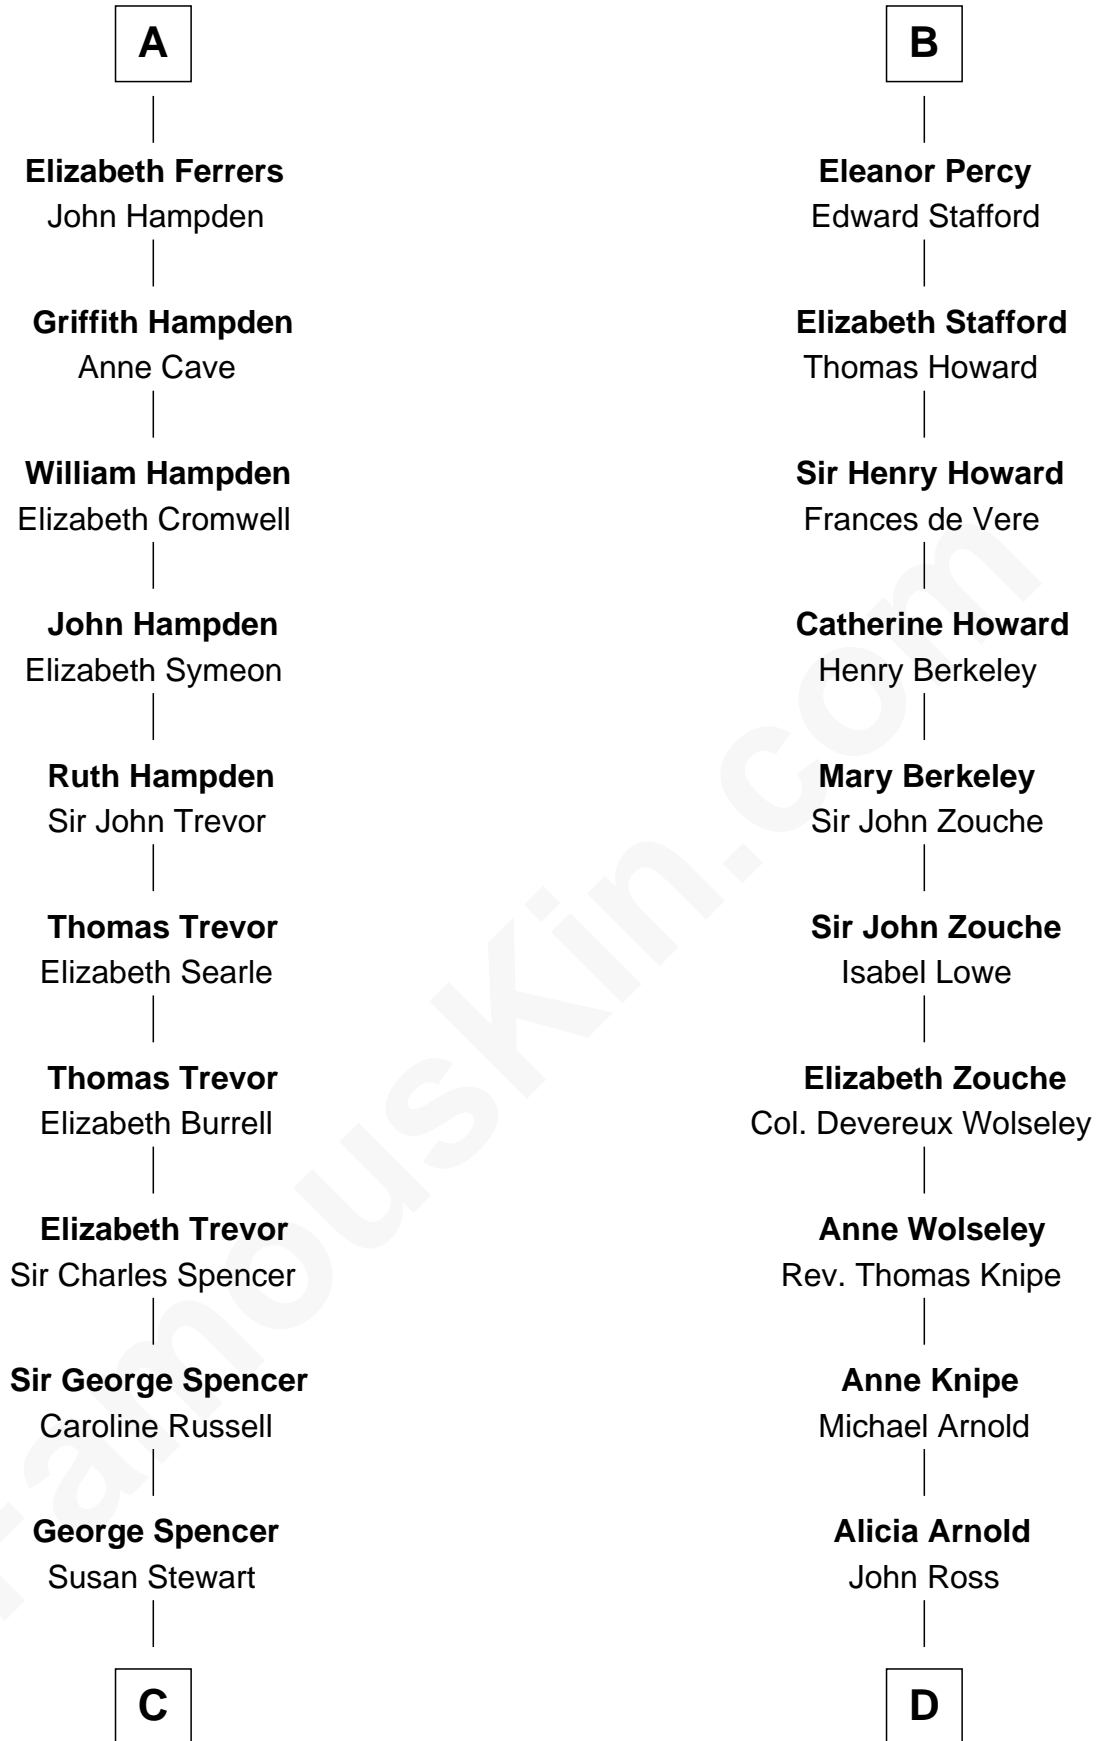 A
Elizabeth Ferrers
John Hampden
Griffith Hampden
Anne Cave
William Hampden
Elizabeth Cromwell
John Hampden
Elizabeth Symeon
Ruth Hampden
Sir John Trevor
Thomas Trevor
Elizabeth Searle
Thomas Trevor
Elizabeth Burrell
Elizabeth Trevor
Sir Charles Spencer
Sir George Spencer
Caroline Russell
George Spencer
Susan Stewart
C
B
Eleanor Percy
Edward Stafford
Elizabeth Stafford
Thomas Howard
Sir Henry Howard
Frances de Vere
Catherine Howard
Henry Berkeley
Mary Berkeley
Sir John Zouche
Sir John Zouche
Isabel Lowe
Elizabeth Zouche
Col. Devereux Wolseley
Anne Wolseley
Rev. Thomas Knipe
Anne Knipe
Michael Arnold
Alicia Arnold
John Ross
D
FamousKin.com